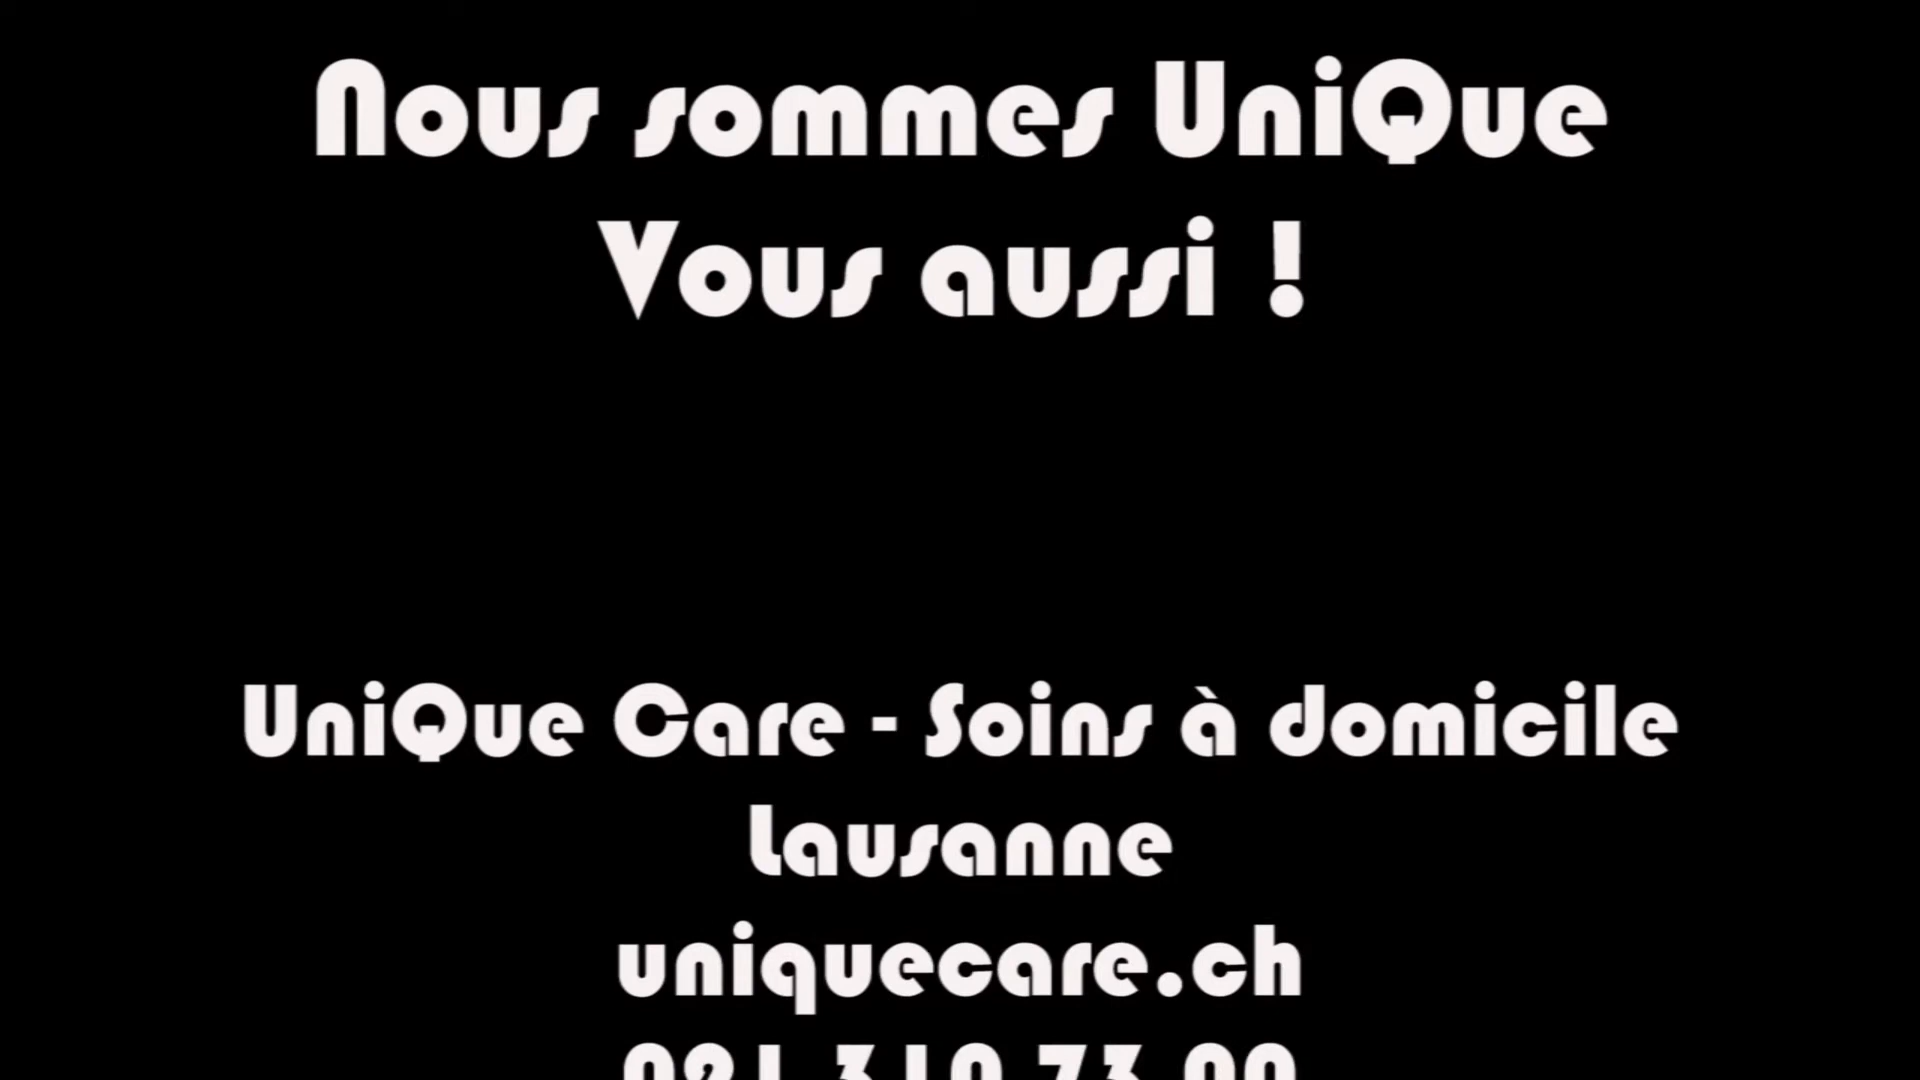 Nous sommes UniQue
Vous aussi !
UniQue Care - Soins à domicile
Lausanne
uniquecare.ch